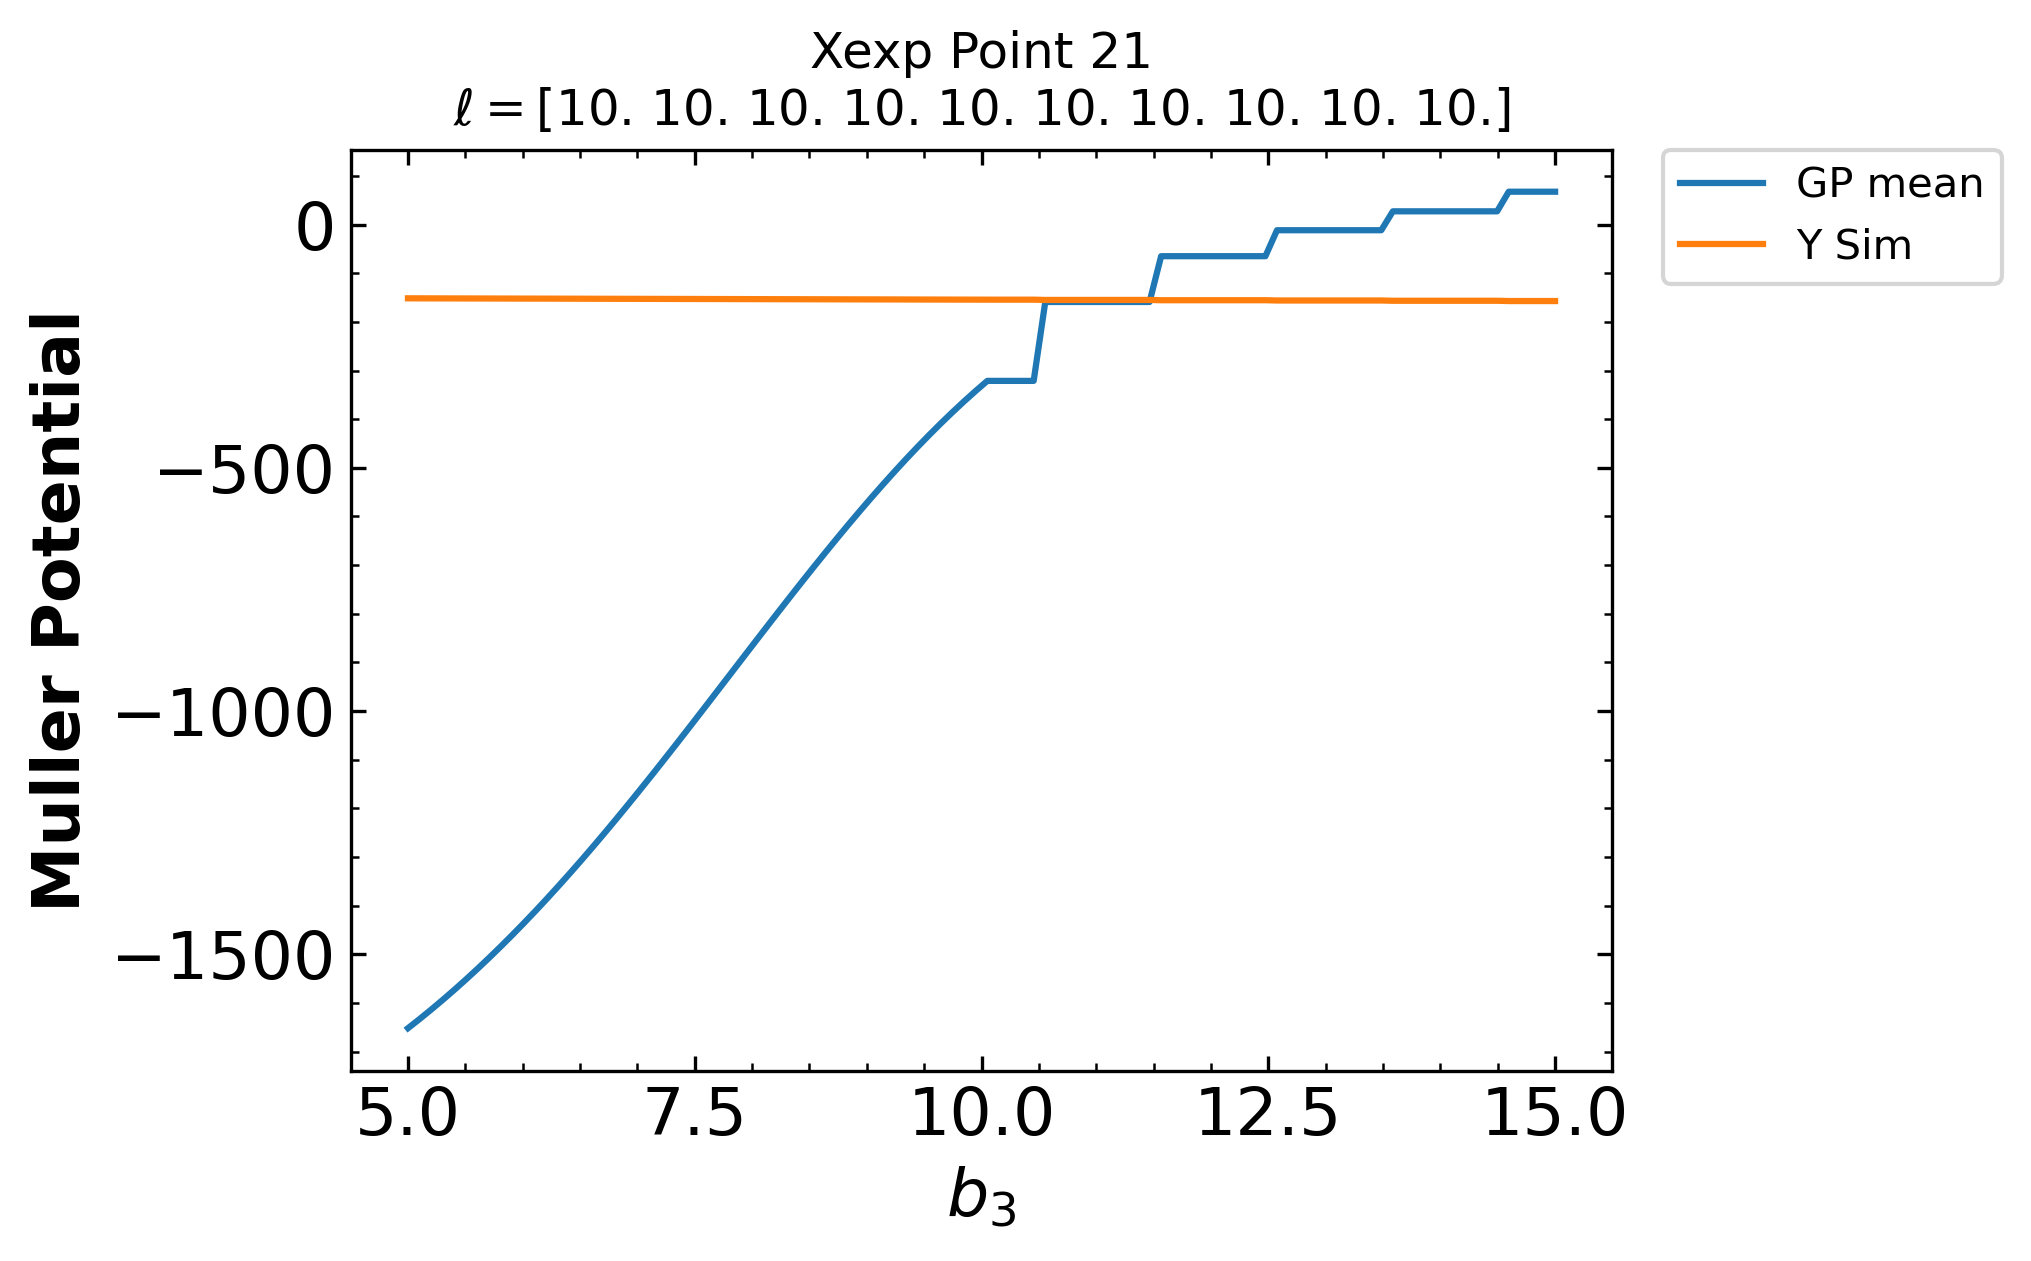 Xexp Point 21
ℓ = [10. 10. 10. 10. 10. 10. 10. 10. 10. 10.]
GP mean
Y Sim
Muller Potential
0
−500
−1000
−1500
5.0 7.5 10.0 12.5 15.0
b₃